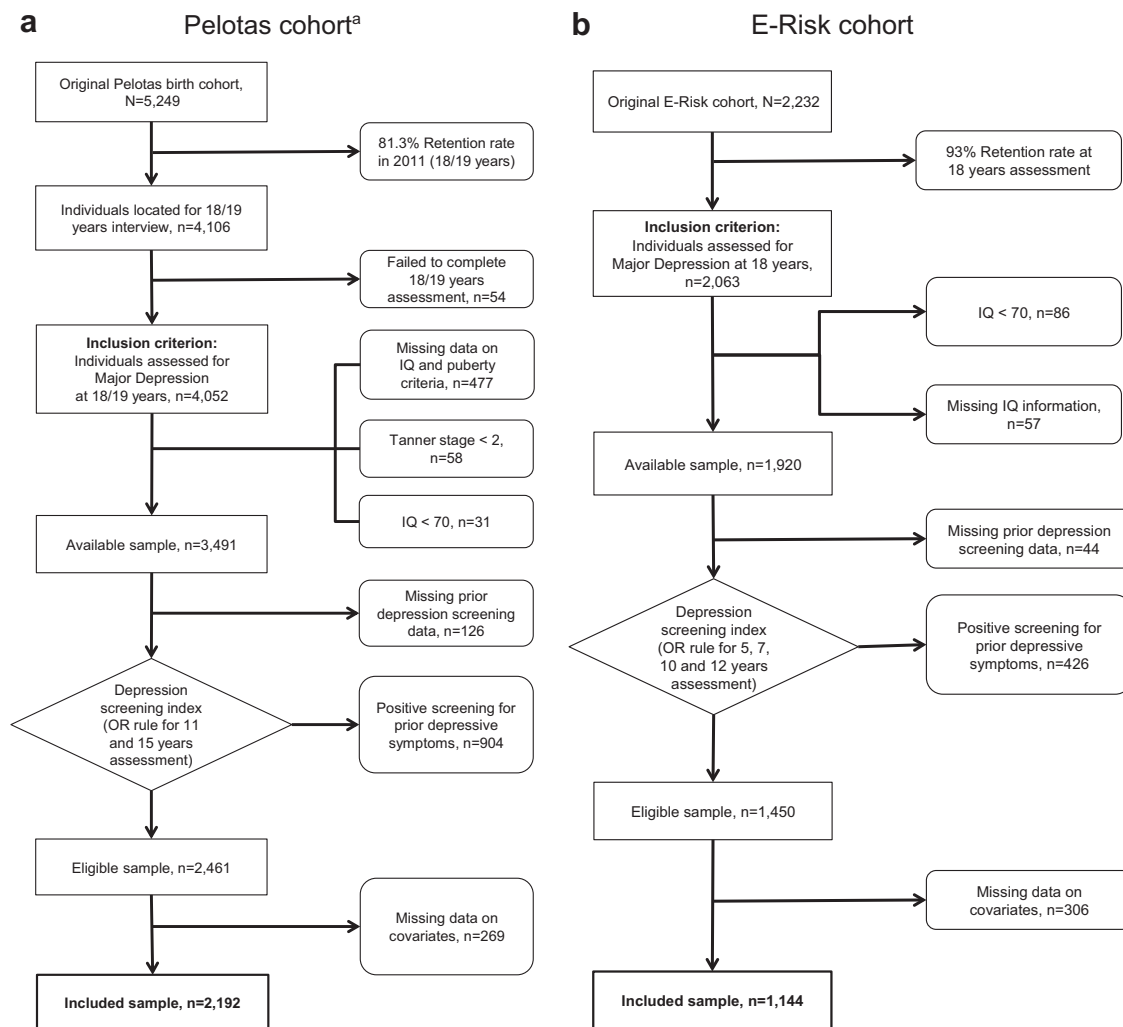 a
Pelotas cohortᵃ
Original Pelotas birth cohort,
N=5,249
81.3% Retention rate
in 2011 (18/19 years)
Individuals located for 18/19
years interview, n=4,106
Failed to complete
18/19 years
assessment, n=54
Inclusion criterion:
Individuals assessed for
Major Depression
at 18/19 years, n=4,052
Missing data on
IQ and puberty
criteria, n=477
Tanner stage < 2,
n=58
IQ < 70, n=31
Available sample, n=3,491
Missing prior
depression screening
data, n=126
Depression
screening index
(OR rule for 11
and 15 years
assessment)
Positive screening for
prior depressive
symptoms, n=904
Eligible sample, n=2,461
Missing data on
covariates, n=269
Included sample, n=2,192
b
E-Risk cohort
Original E-Risk cohort, N=2,232
93% Retention rate at
18 years assessment
Inclusion criterion:
Individuals assessed for
Major Depression at 18 years,
n=2,063
IQ < 70, n=86
Missing IQ information,
n=57
Available sample, n=1,920
Missing prior depression
screening data, n=44
Depression
screening index
(OR rule for 5, 7,
10 and 12 years
assessment)
Positive screening for
prior depressive
symptoms, n=426
Eligible sample, n=1,450
Missing data on
covariates, n=306
Included sample, n=1,144